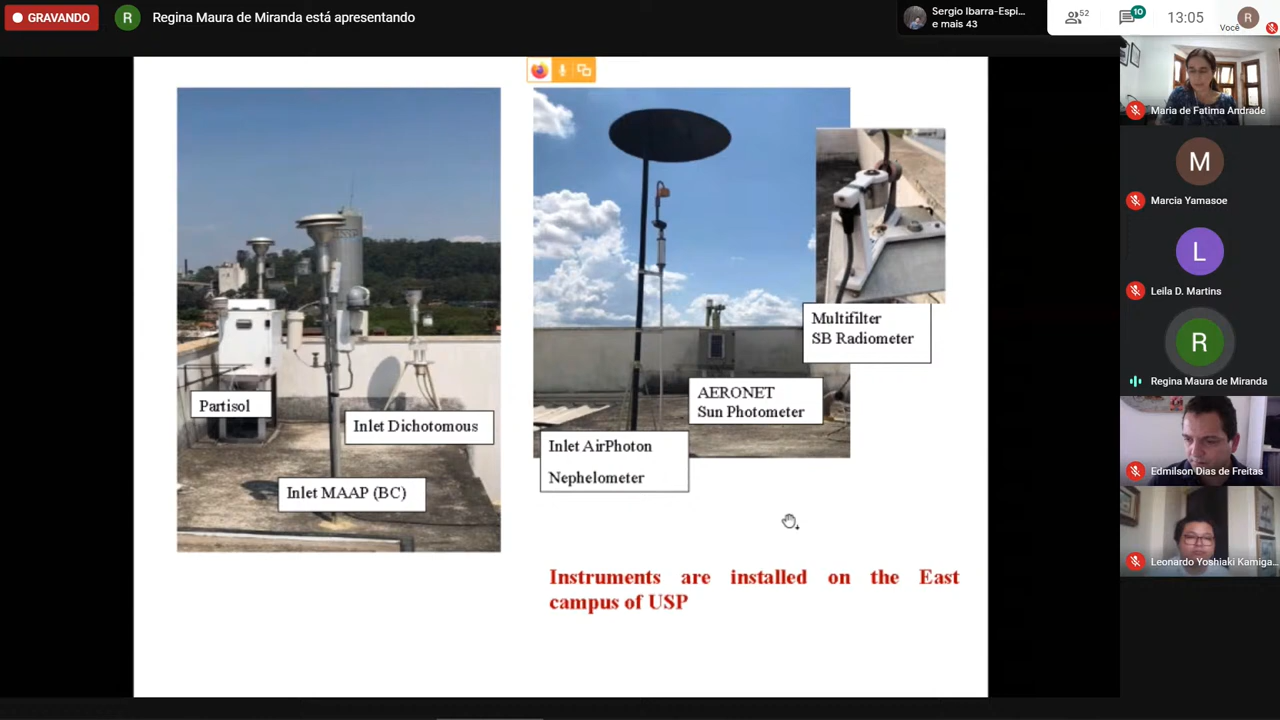 GRAVANDO
R
Regina Maura de Miranda está apresentando
Sergio Ibarra-Espi...
e mais 43
52
10
13:05
Você
R
Maria de Fatima Andrade
M
Marcia Yamasoe
L
Leila D. Martins
R
Regina Maura de Miranda
Edmilson Dias de Freitas
Leonardo Yoshiaki Kamiga...
Partisol
Inlet Dichotomous
Inlet MAAP (BC)
Multifilter
SB Radiometer
AERONET
Sun Photometer
Inlet AirPhoton
Nephelometer
Instruments are installed on the East
campus of USP